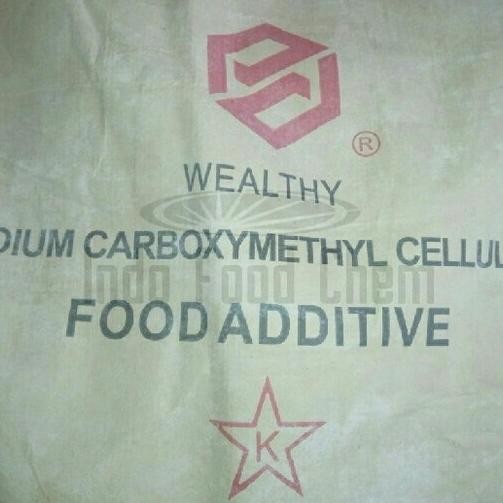 ®
WEALTHY
DIUM CARBOXYMETHYL CELLUL
Indo Food Chem
FOOD ADDITIVE
K